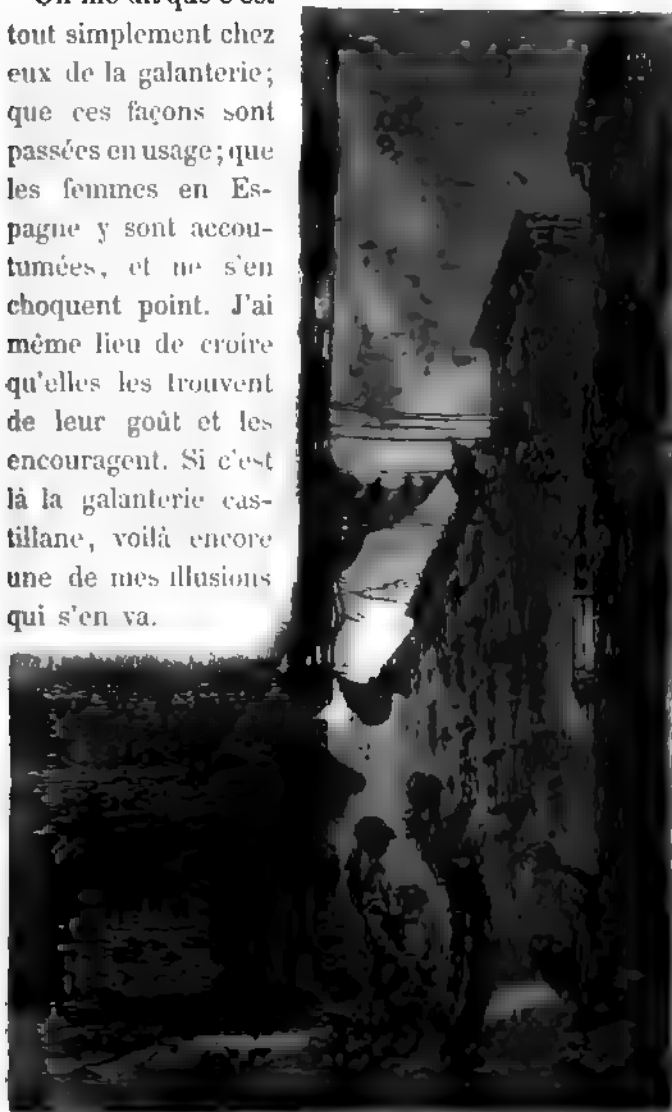 On me dit que c'est
tout simplement chez
eux de la galanterie;
que ces façons sont
passées en usage; que
les femmes en Es-
pagne y sont accou-
tumées, et ne s'en
choquent point. J'ai
même lieu de croire
qu'elles les trouvent
de leur goût et les
encouragent. Si c'est
là la galanterie cas-
tillane, voilà encore
une de mes illusions
qui s'en va.